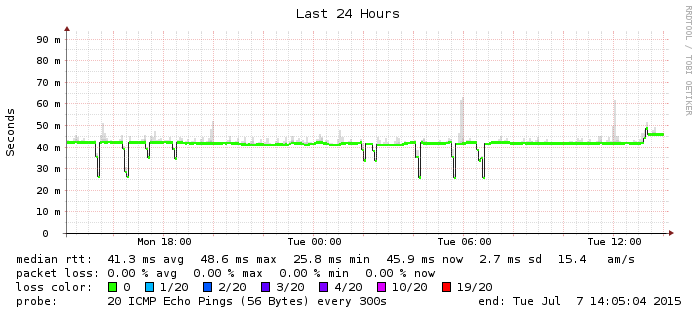 Last 24 Hours
RRDTOOL / TOBI OETIKER
Seconds
90 m
80 m
70 m
60 m
50 m
40 m
30 m
20 m
10 m
0
Mon 18:00 Tue 00:00 Tue 06:00 Tue 12:00
median rtt: 41.3 ms avg 48.6 ms max 25.8 ms min 45.9 ms now 2.7 ms sd 15.4 am/s
packet loss: 0.00 % avg 0.00 % max 0.00 % min 0.00 % now
loss color: 0 1/20 2/20 3/20 4/20 10/20 19/20
probe: 20 ICMP Echo Pings (56 Bytes) every 300s end: Tue Jul 7 14:05:04 2015